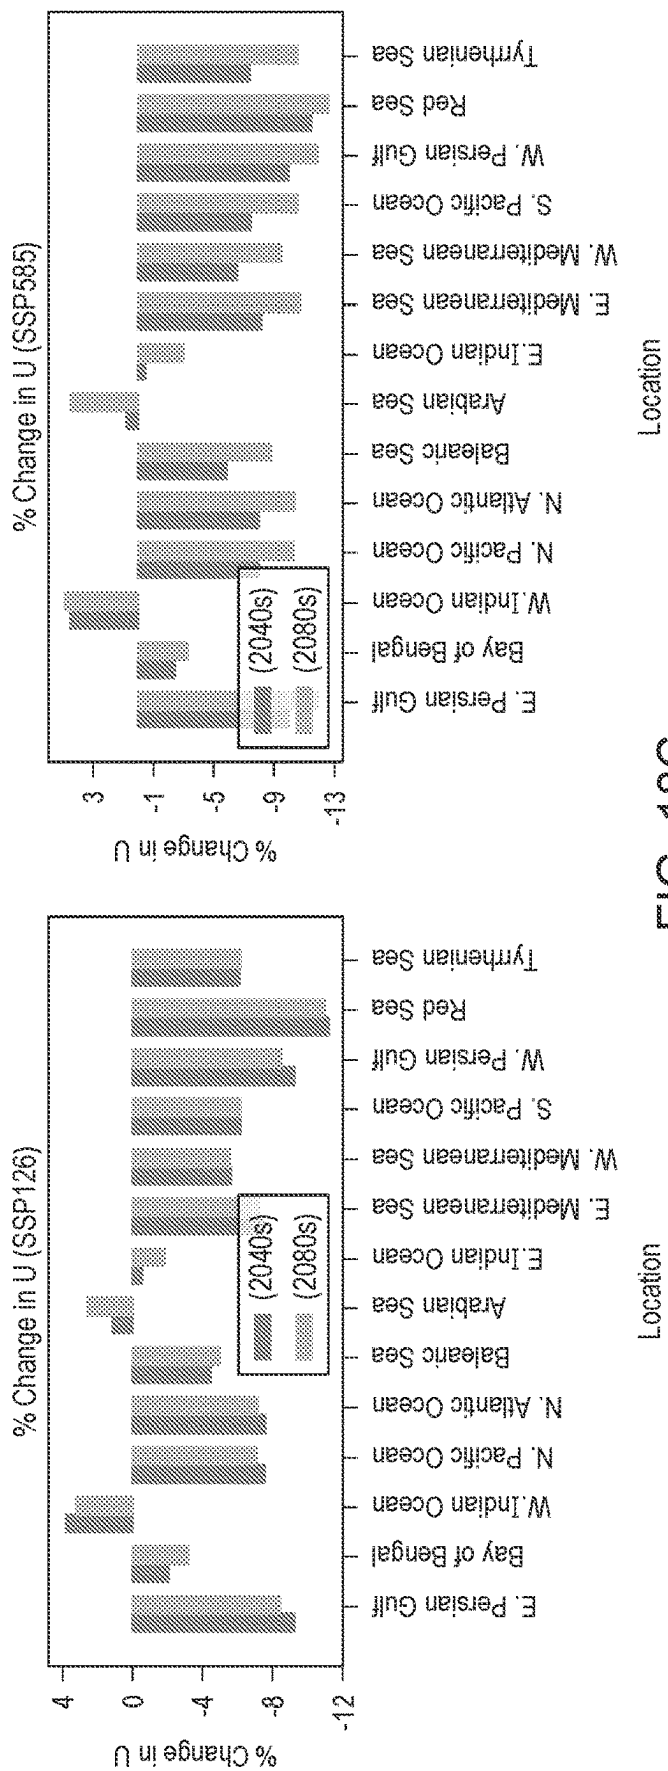 % Change in U (SSP126)
% Change in U
4
0
-4
-8
-12
(2040s)
(2080s)
E. Persian Gulf
Bay of Bengal
W.Indian Ocean
N. Pacific Ocean
N. Atlantic Ocean
Balearic Sea
Arabian Sea
E.Indian Ocean
E. Mediterranean Sea
W. Mediterranean Sea
S. Pacific Ocean
W. Persian Gulf
Red Sea
Tyrrhenian Sea
Location
% Change in U (SSP585)
% Change in U
3
-1
-5
-9
-13
(2040s)
(2080s)
E. Persian Gulf
Bay of Bengal
W.Indian Ocean
N. Pacific Ocean
N. Atlantic Ocean
Balearic Sea
Arabian Sea
E.Indian Ocean
E. Mediterranean Sea
W. Mediterranean Sea
S. Pacific Ocean
W. Persian Gulf
Red Sea
Tyrrhenian Sea
Location